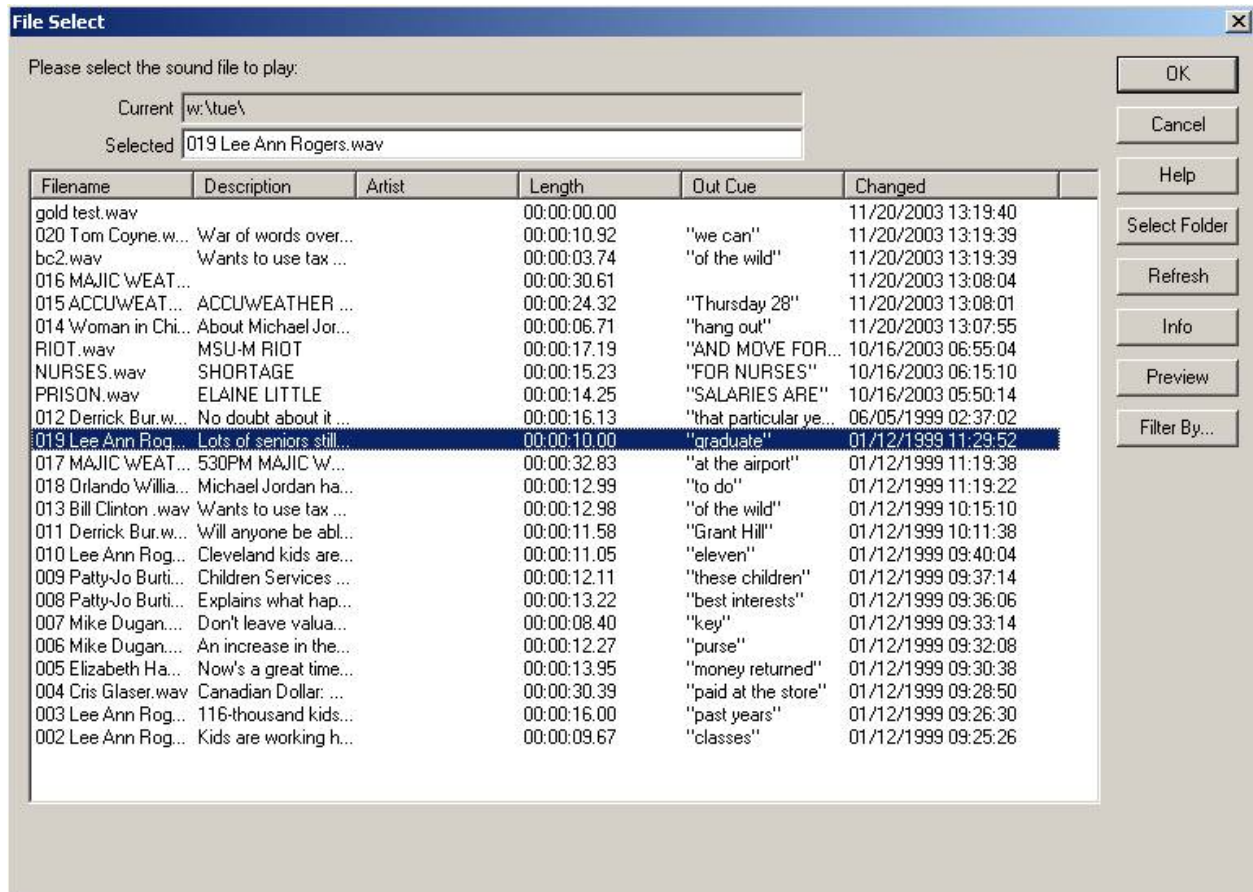 File Select
Please select the sound file to play:
OK
Current w:\tue\
Cancel
Selected 019 Lee Ann Rogers.wav
Help
Select Folder
Refresh
Info
Preview
Filter By...
Filename Description Artist Length Out Cue Changed
gold test.wav 00:00:00.00 11/20/2003 13:19:40
020 Tom Coyne.w... War of words over... 00:00:10.92 "we can" 11/20/2003 13:19:39
bc2.wav Wants to use tax ... 00:00:03.74 "of the wild" 11/20/2003 13:19:39
016 MAJIC WEAT... 00:00:30.61 11/20/2003 13:08:04
015 ACCUWEAT... ACCUWEATHER ... 00:00:24.32 "Thursday 28" 11/20/2003 13:08:01
014 Woman in Chi... About Michael Jor... 00:00:06.71 "hang out" 11/20/2003 13:07:55
RIOT.wav MSU-M RIOT 00:00:17.19 "AND MOVE FOR... 10/16/2003 06:55:04
NURSES.wav SHORTAGE 00:00:15.23 "FOR NURSES" 10/16/2003 06:15:10
PRISON.wav ELAINE LITTLE 00:00:14.25 "SALARIES ARE" 10/16/2003 05:50:14
012 Derrick Bur.w... No doubt about it ... 00:00:16.13 "that particular ye... 06/05/1999 02:37:02
019 Lee Ann Rog... Lots of seniors still... 00:00:10.00 "graduate" 01/12/1999 11:29:52
017 MAJIC WEAT... 530PM MAJIC W... 00:00:32.83 "at the airport" 01/12/1999 11:19:38
018 Orlando Willia... Michael Jordan ha... 00:00:12.99 "to do" 01/12/1999 11:19:22
013 Bill Clinton .wav Wants to use tax ... 00:00:12.98 "of the wild" 01/12/1999 10:15:10
011 Derrick Bur.w... Will anyone be abl... 00:00:11.58 "Grant Hill" 01/12/1999 10:11:38
010 Lee Ann Rog... Cleveland kids are... 00:00:11.05 "eleven" 01/12/1999 09:40:04
009 Patty-Jo Burti... Children Services ... 00:00:12.11 "these children" 01/12/1999 09:37:14
008 Patty-Jo Burti... Explains what hap... 00:00:13.22 "best interests" 01/12/1999 09:36:06
007 Mike Dugan.... Don't leave valua... 00:00:08.40 "key" 01/12/1999 09:33:14
006 Mike Dugan.... An increase in the... 00:00:12.27 "purse" 01/12/1999 09:32:08
005 Elizabeth Ha... Now's a great time... 00:00:13.95 "money returned" 01/12/1999 09:30:38
004 Cris Glaser.wav Canadian Dollar: ... 00:00:30.39 "paid at the store" 01/12/1999 09:28:50
003 Lee Ann Rog... 116-thousand kids... 00:00:16.00 "past years" 01/12/1999 09:26:30
002 Lee Ann Rog... Kids are working h... 00:00:09.67 "classes" 01/12/1999 09:25:26